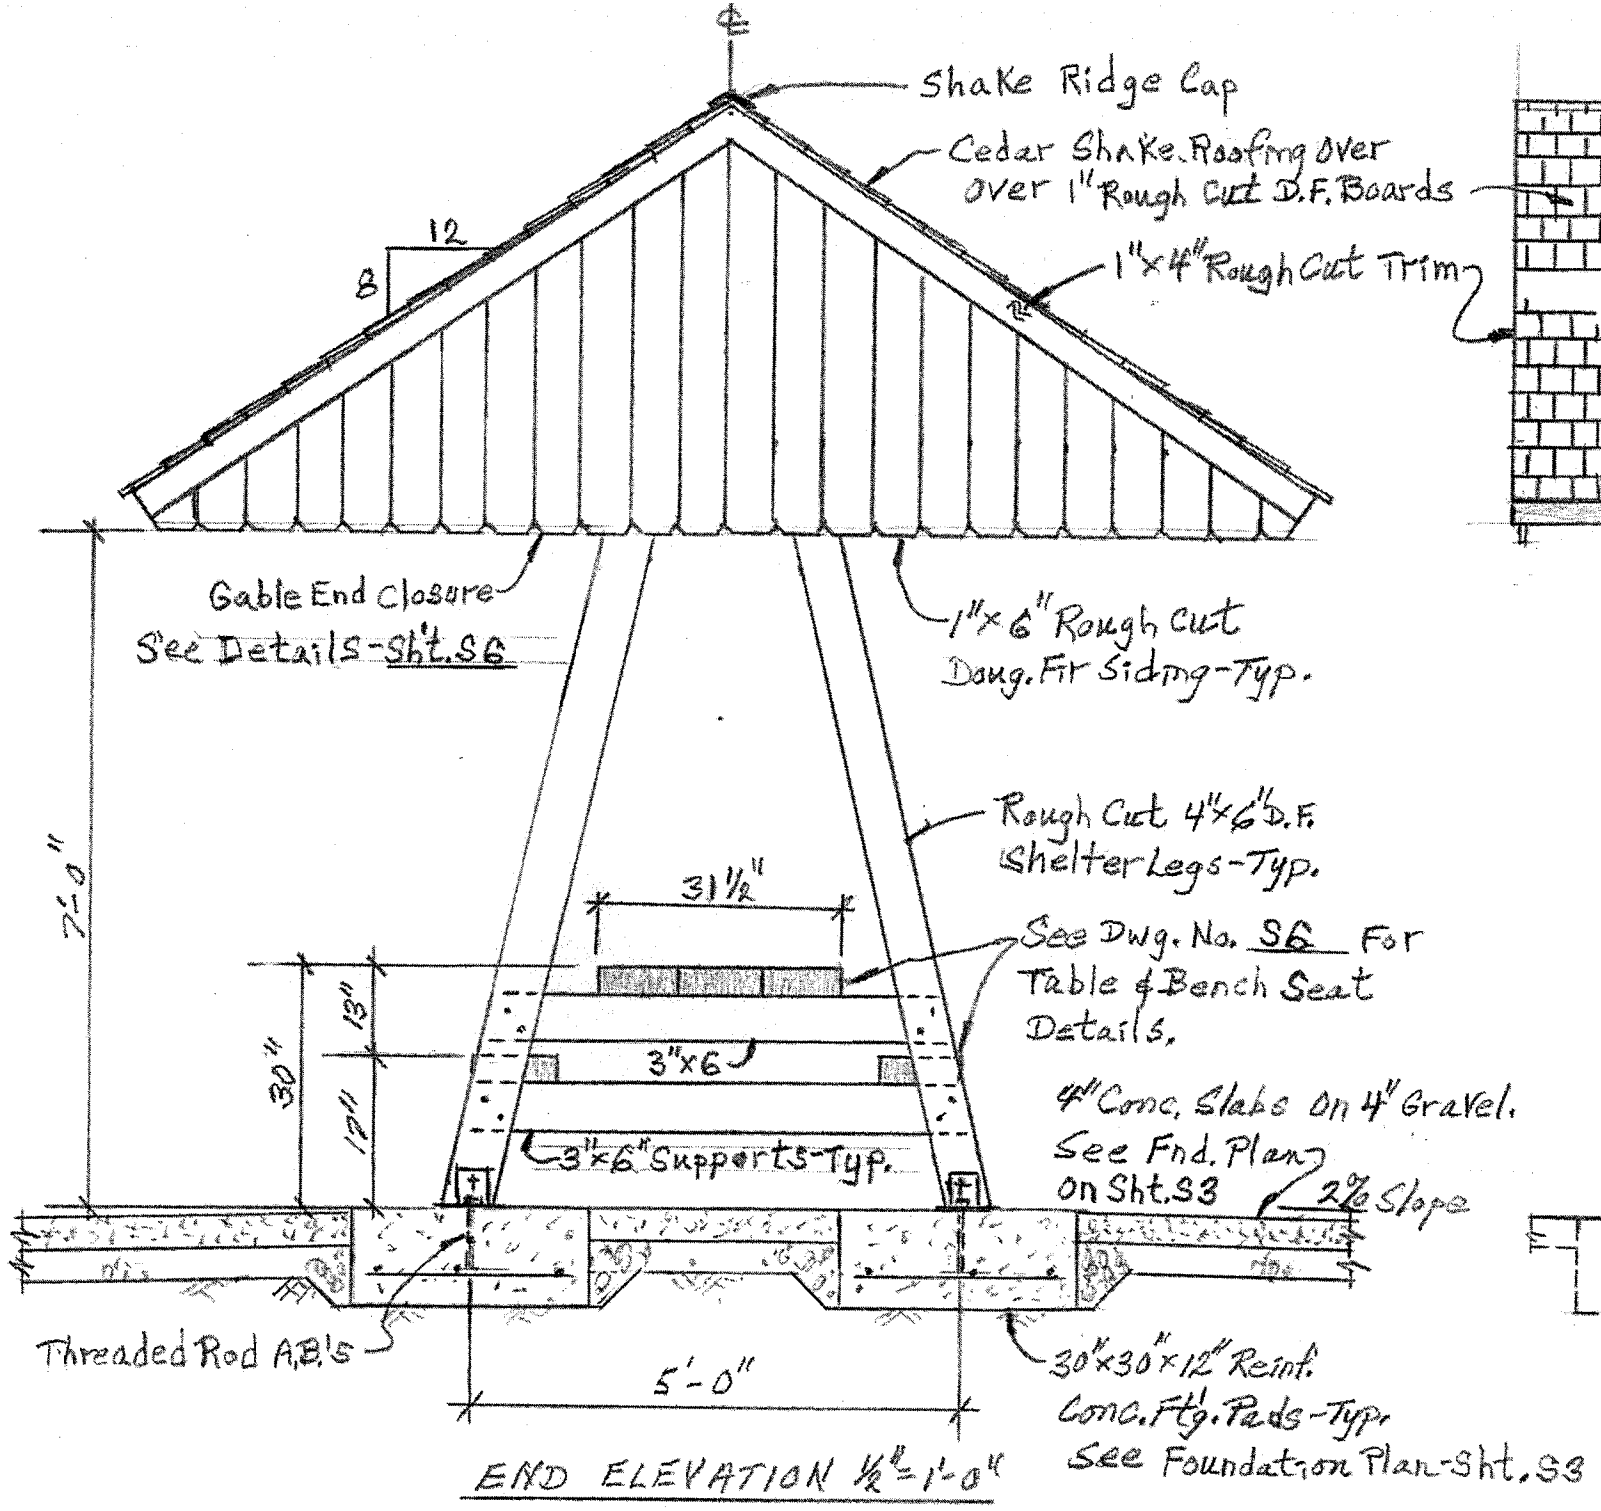 ℄
Shake Ridge Cap
Cedar Shake Roofing Over
Over 1" Rough Cut D.F. Boards
12
8
1"x4" Rough Cut Trim
Gable End Closure
See Details-Sht. S6
1"x6" Rough Cut
Doug. Fir Siding-Typ.
7'-0"
Rough Cut 4"x6" D.F.
Shelter Legs-Typ.
31 1/2"
See Dwg. No. S6 For
Table & Bench Seat
Details.
13"
30"
17"
3"x6
3"x6" Supports-Typ.
4" Conc. Slabs On 4" Gravel.
See Fnd. Plan
On Sht. S3
2% Slope
Threaded Rod A.B.'s
5'-0"
30"x30"x12" Reinf.
Conc. Ft'g. Pads-Typ.
See Foundation Plan-Sht. S3
END ELEVATION 1/2"=1'-0"